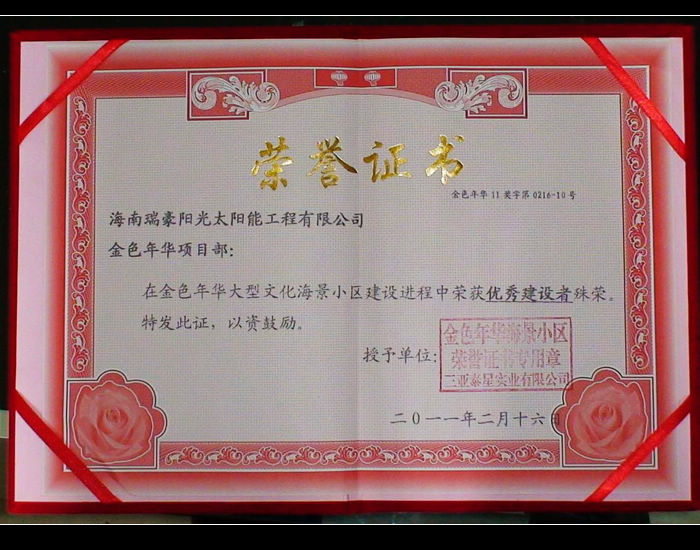 荣誉证书
金色年华11奖字第0216-10号
海南瑞豪阳光太阳能工程有限公司
金色年华项目部：
在金色年华大型文化海景小区建设进程中荣获优秀建设者殊荣。
特发此证，以资鼓励。
授予单位：
金色年华海景小区
荣誉证书专用章
三亚泰星实业有限公司
二〇一一年二月十六日